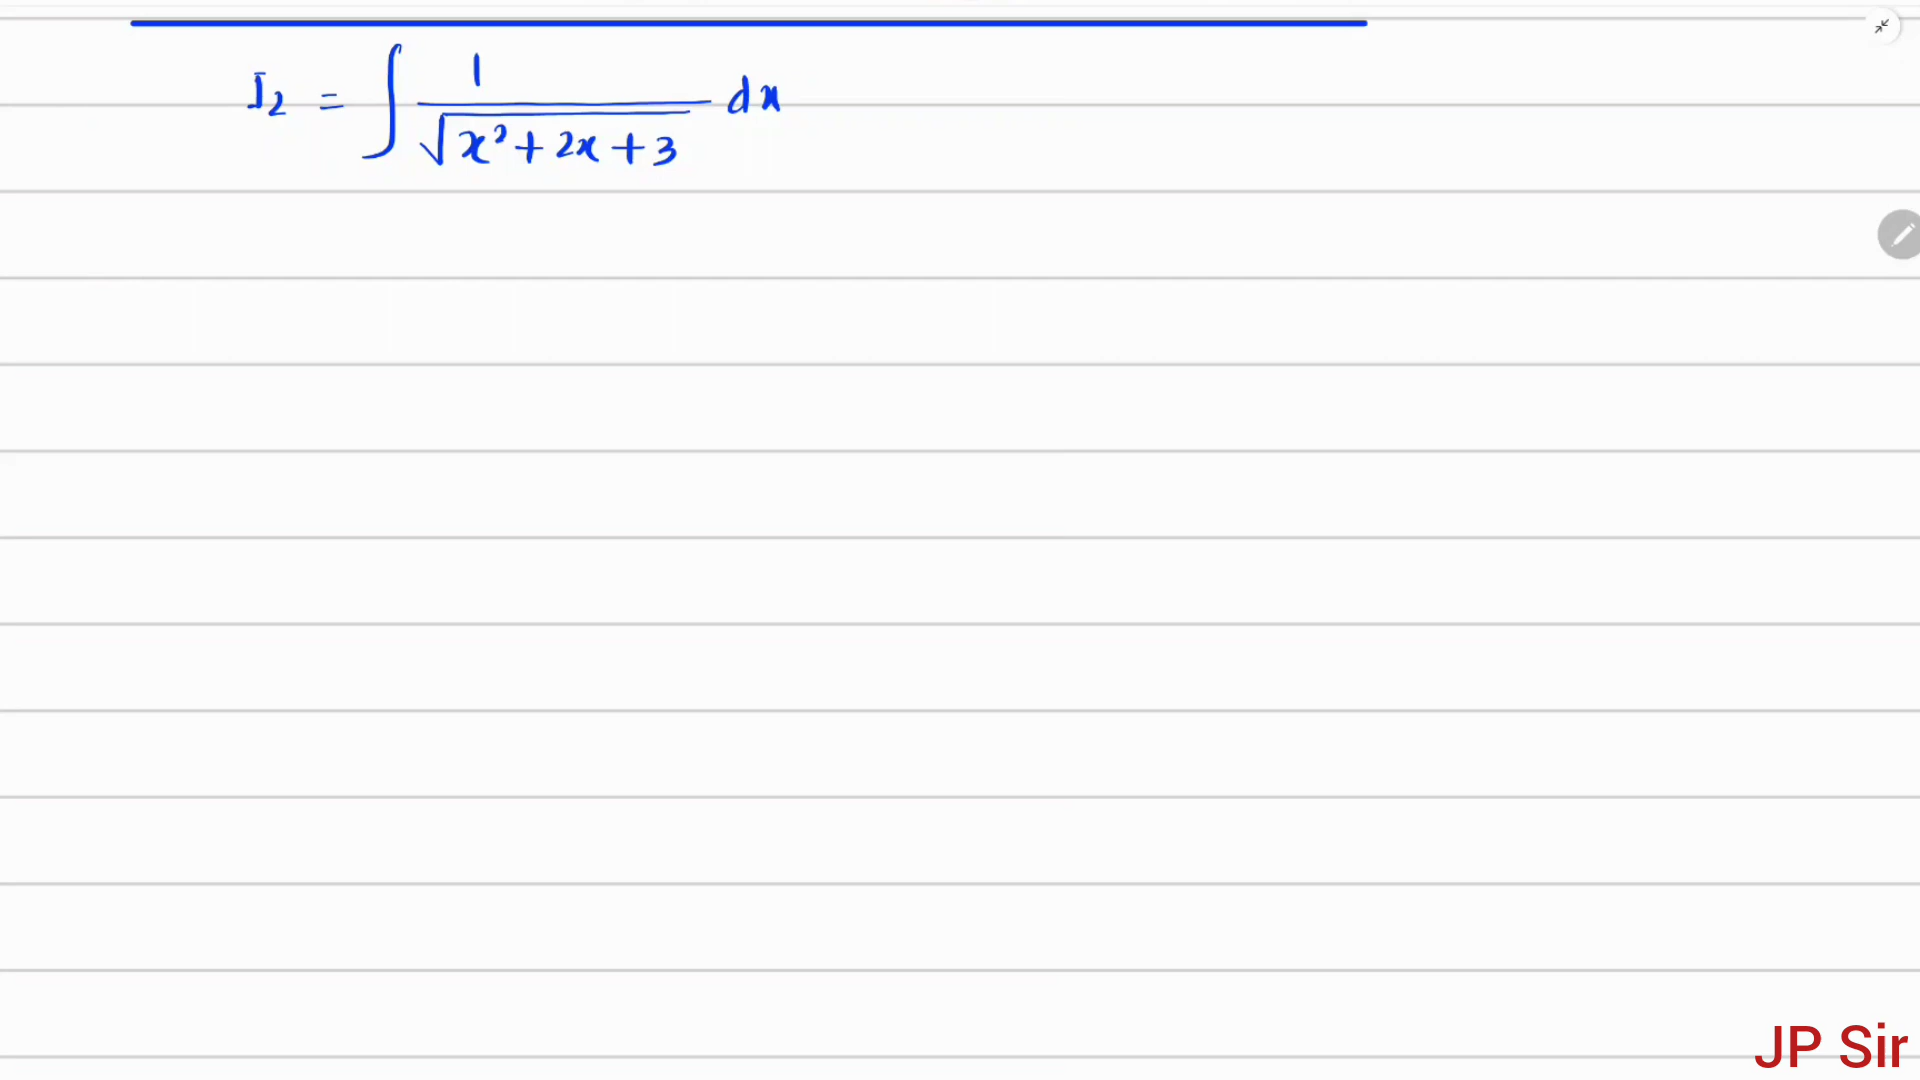 I₂ = ∫ 1/√(x² + 2x + 3) dx
JP Sir